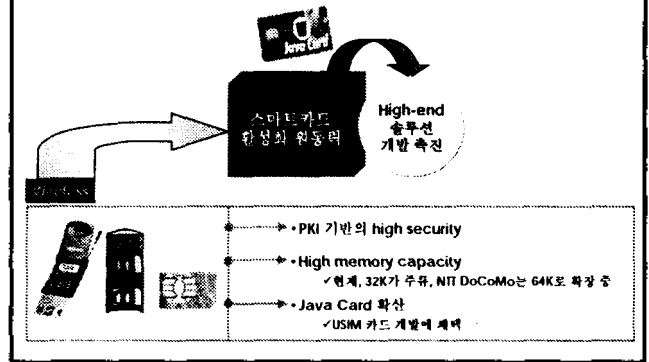 Java Card
스마트카드
활성화 원동력
High-end
솔루션
개발 촉진
Wireless
• PKI 기반의 high security
• High memory capacity
✓현재, 32K가 주류, NTT DoCoMo는 64K로 확장 중
• Java Card 확산
✓USIM 카드 개발에 채택